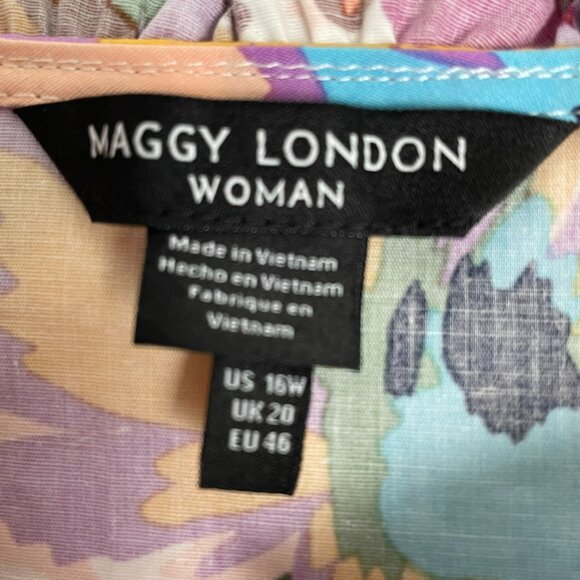 MAGGY LONDON
WOMAN
Made in Vietnam
Hecho en Vietnam
Fabrique en
Vietnam
US 16W
UK 20
EU 46